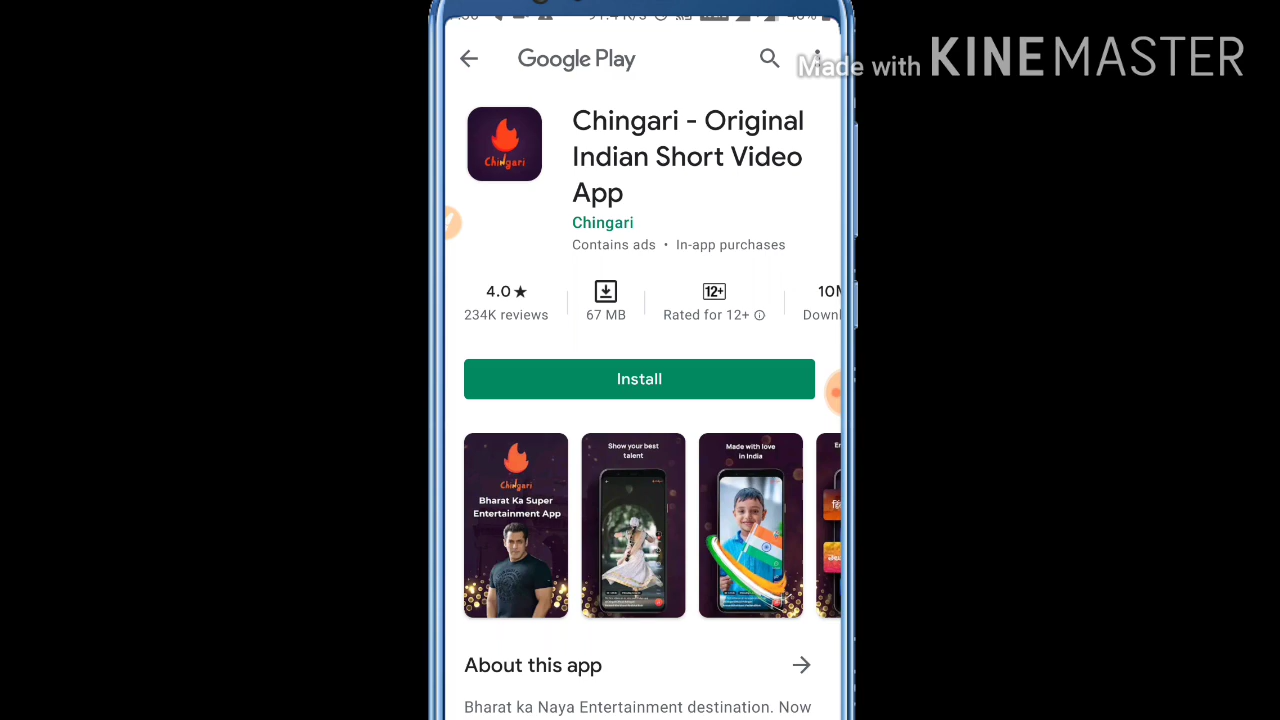 Google Play
Made with KINEMASTER
Chingari
Chingari - Original
Indian Short Video
App
Chingari
Contains ads • In-app purchases
4.0★
234K reviews
67 MB
12+
Rated for 12+
10M
Downl
Install
Chingari
Bharat Ka Super
Entertainment App
Show your best
talent
Made with love
in India
About this app
Bharat ka Naya Entertainment destination. Now